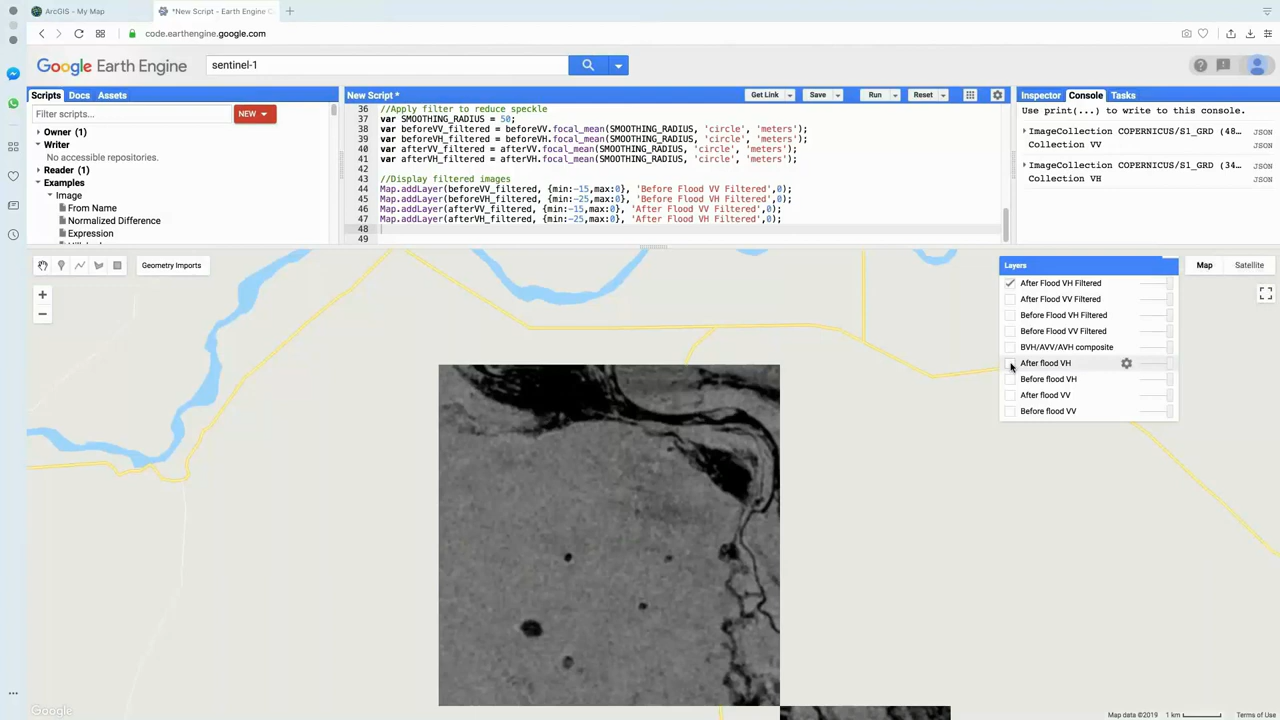 ArcGIS - My Map
*New Script - Earth Engine C
code.earthengine.google.com
Google Earth Engine
sentinel-1
Scripts Docs Assets
Filter scripts...
NEW
Owner (1)
Writer
No accessible repositories.
Reader (1)
Examples
Image
From Name
Normalized Difference
Expression
New Script *
Get Link Save Run Reset
36 //Apply filter to reduce speckle
37 var SMOOTHING_RADIUS = 50;
38 var beforeVV_filtered = beforeVV.focal_mean(SMOOTHING_RADIUS, 'circle', 'meters');
39 var beforeVH_filtered = beforeVH.focal_mean(SMOOTHING_RADIUS, 'circle', 'meters');
40 var afterVV_filtered = afterVV.focal_mean(SMOOTHING_RADIUS, 'circle', 'meters');
41 var afterVH_filtered = afterVH.focal_mean(SMOOTHING_RADIUS, 'circle', 'meters');
42
43 //Display filtered images
44 Map.addLayer(beforeVV_filtered, {min:-15,max:0}, 'Before Flood VV Filtered',0);
45 Map.addLayer(beforeVH_filtered, {min:-25,max:0}, 'Before Flood VH Filtered',0);
46 Map.addLayer(afterVV_filtered, {min:-15,max:0}, 'After Flood VV Filtered',0);
47 Map.addLayer(afterVH_filtered, {min:-25,max:0}, 'After Flood VH Filtered',0);
48
49
Inspector Console Tasks
Use print(...) to write to this console.
ImageCollection COPERNICUS/S1_GRD (48... JSON
Collection VV JSON
ImageCollection COPERNICUS/S1_GRD (34... JSON
Collection VH JSON
Geometry Imports
Layers
After Flood VH Filtered
After Flood VV Filtered
Before Flood VH Filtered
Before Flood VV Filtered
BVH/AVV/AVH composite
After flood VH
Before flood VH
After flood VV
Before flood VV
Map Satellite
Google
Map data ©2019 1 km Terms of Use